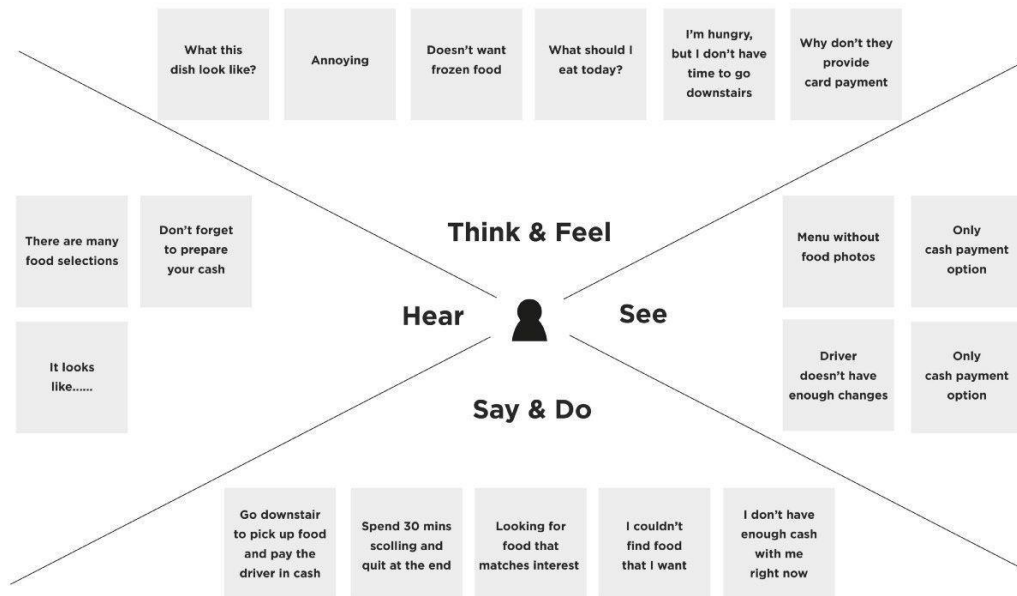 What this
dish look like?
Annoying
Doesn't want
frozen food
What should I
eat today?
I'm hungry,
but I don't have
time to go
downstairs
Why don't they
provide
card payment
Think & Feel
There are many
food selections
Don't forget
to prepare
your cash
It looks
like......
Hear
See
Menu without
food photos
Only
cash payment
option
Driver
doesn't have
enough changes
Only
cash payment
option
Say & Do
Go downstair
to pick up food
and pay the
driver in cash
Spend 30 mins
scolling and
quit at the end
Looking for
food that
matches interest
I couldn't
find food
that I want
I don't have
enough cash
with me
right now